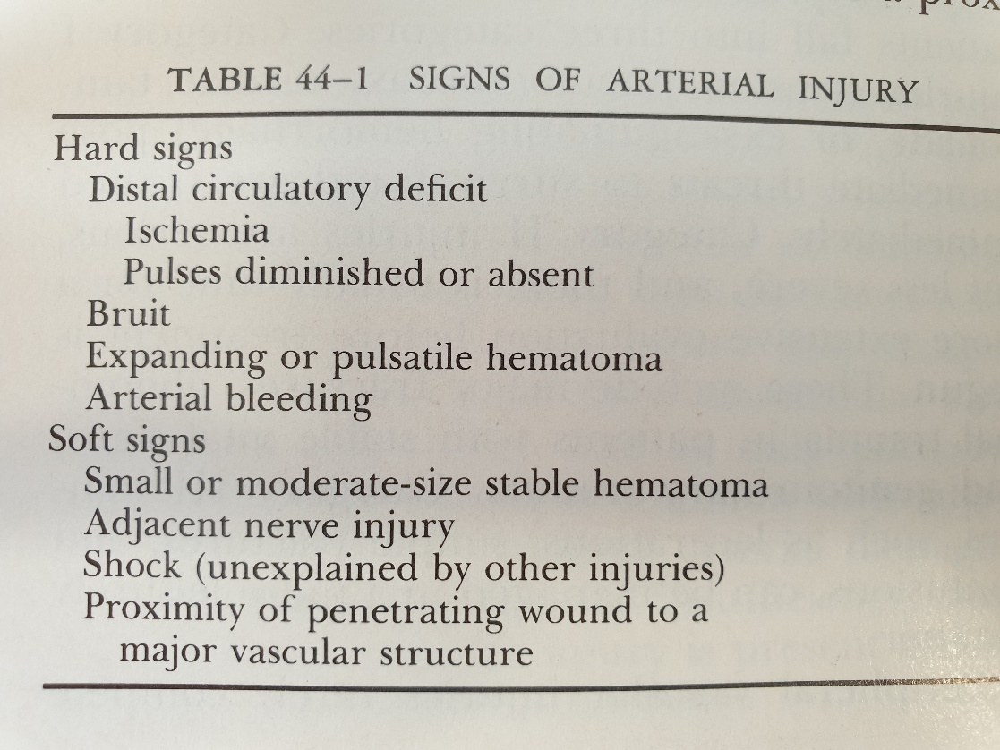 TABLE 44–1 SIGNS OF ARTERIAL INJURY
Hard signs
Distal circulatory deficit
Ischemia
Pulses diminished or absent
Bruit
Expanding or pulsatile hematoma
Arterial bleeding
Soft signs
Small or moderate-size stable hematoma
Adjacent nerve injury
Shock (unexplained by other injuries)
Proximity of penetrating wound to a
major vascular structure